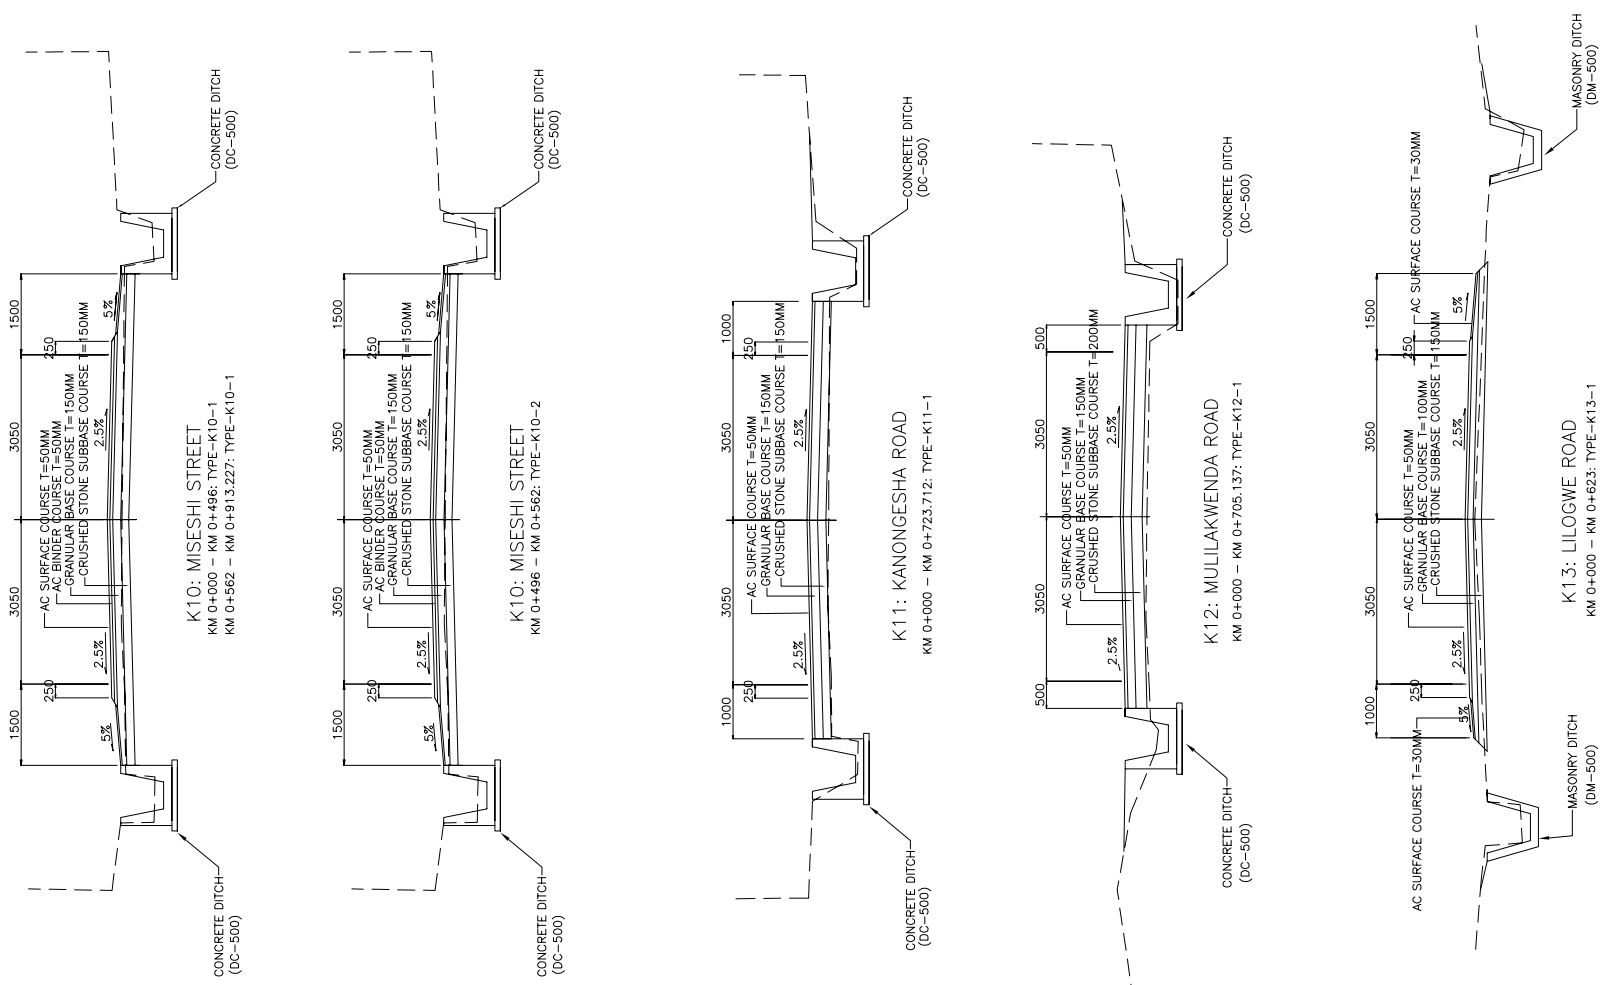 1500
3050
3050
1500
250
250
AC SURFACE COURSE T=50MM
AC BINDER COURSE T=50MM
GRANULAR BASE COURSE T=150MM
CRUSHED STONE SUBBASE COURSE T=150MM
5%
2.5%
2.5%
5%
CONCRETE DITCH
(DC-500)
K10: MISESHI STREET
KM 0+000 - KM 0+496: TYPE-K10-1
KM 0+562 - KM 0+913.227: TYPE-K10-1
CONCRETE DITCH
(DC-500)
1500
3050
3050
1500
250
250
AC SURFACE COURSE T=50MM
AC BINDER COURSE T=50MM
GRANULAR BASE COURSE T=150MM
CRUSHED STONE SUBBASE COURSE T=150MM
5%
2.5%
2.5%
5%
CONCRETE DITCH
(DC-500)
K10: MISESHI STREET
KM 0+496 - KM 0+562: TYPE-K10-2
CONCRETE DITCH
(DC-500)
1000
3050
3050
1000
250
250
AC SURFACE COURSE T=50MM
GRANULAR BASE COURSE T=150MM
CRUSHED STONE SUBBASE COURSE T=150MM
2.5%
2.5%
CONCRETE DITCH
(DC-500)
K11: KANONGESHA ROAD
KM 0+000 - KM 0+723.712: TYPE-K11-1
CONCRETE DITCH
(DC-500)
500
3050
3050
500
AC SURFACE COURSE T=50MM
GRANULAR BASE COURSE T=150MM
CRUSHED STONE SUBBASE COURSE T=200MM
2.5%
2.5%
CONCRETE DITCH
(DC-500)
K12: MULILAKWENDA ROAD
KM 0+000 - KM 0+705.137: TYPE-K12-1
CONCRETE DITCH
(DC-500)
1000
3050
3050
1500
250
250
AC SURFACE COURSE T=30MM
AC SURFACE COURSE T=50MM
GRANULAR BASE COURSE T=100MM
CRUSHED STONE SUBBASE COURSE T=150MM
AC SURFACE COURSE T=30MM
5%
2.5%
2.5%
5%
MASONRY DITCH
(DM-500)
K13: LILOGWE ROAD
KM 0+000 - KM 0+623: TYPE-K13-1
MASONRY DITCH
(DM-500)